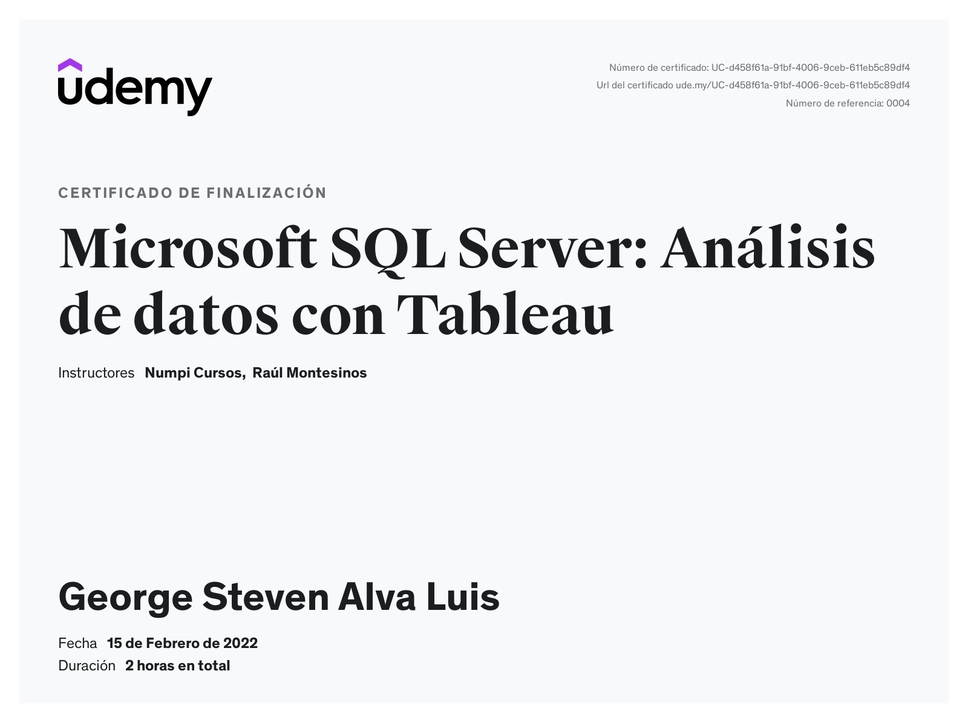 udemy
Número de certificado: UC-d458f61a-91bf-4006-9ceb-611eb5c89df4
Url del certificado ude.my/UC-d458f61a-91bf-4006-9ceb-611eb5c89df4
Número de referencia: 0004
CERTIFICADO DE FINALIZACIÓN
Microsoft SQL Server: Análisis
de datos con Tableau
Instructores Numpi Cursos, Raúl Montesinos
George Steven Alva Luis
Fecha 15 de Febrero de 2022
Duración 2 horas en total